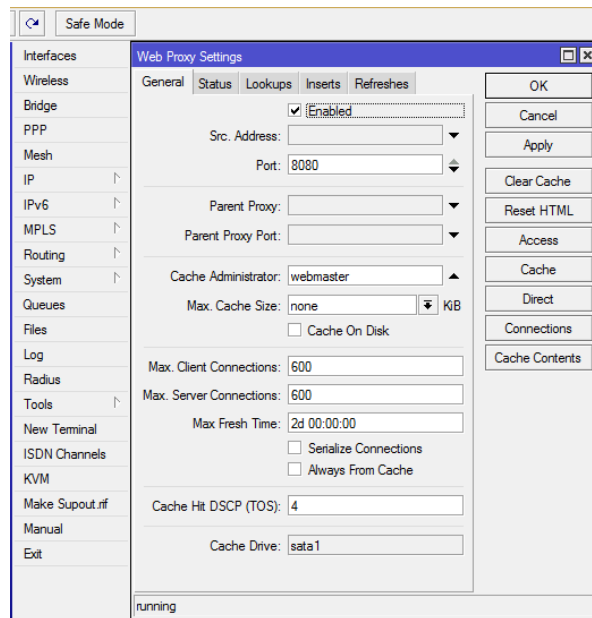 Safe Mode
Interfaces
Wireless
Bridge
PPP
Mesh
IP
IPv6
MPLS
Routing
System
Queues
Files
Log
Radius
Tools
New Terminal
ISDN Channels
KVM
Make Supout.rif
Manual
Exit
Web Proxy Settings
General Status Lookups Inserts Refreshes
Enabled
Src. Address:
Port: 8080
Parent Proxy:
Parent Proxy Port:
Cache Administrator: webmaster
Max. Cache Size: none KiB
Cache On Disk
Max. Client Connections: 600
Max. Server Connections: 600
Max Fresh Time: 2d 00:00:00
Serialize Connections
Always From Cache
Cache Hit DSCP (TOS): 4
Cache Drive: sata1
running
OK
Cancel
Apply
Clear Cache
Reset HTML
Access
Cache
Direct
Connections
Cache Contents